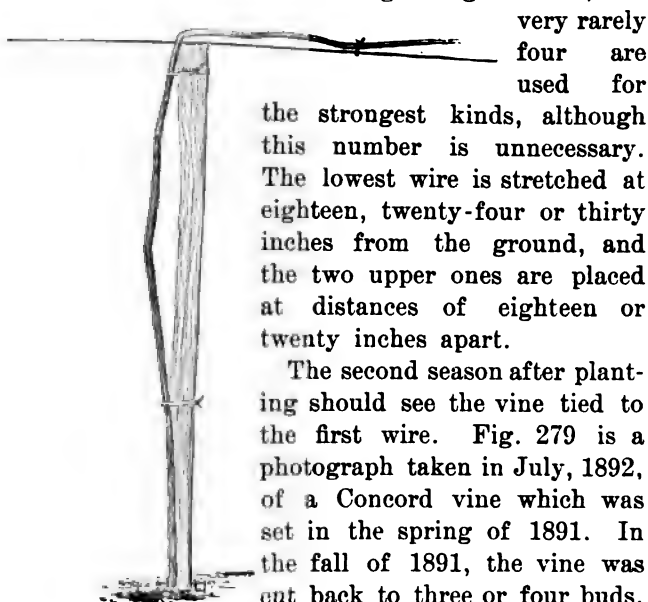 very rarely
four are
used for
the strongest kinds, although
this number is unnecessary.
The lowest wire is stretched at
eighteen, twenty-four or thirty
inches from the ground, and
the two upper ones are placed
at distances of eighteen or
twenty inches apart.
The second season after plant-
ing should see the vine tied to
the first wire. Fig. 279 is a
photograph taken in July, 1892,
of a Concord vine which was
set in the spring of 1891. In
the fall of 1891, the vine was
cut back to three or four buds,